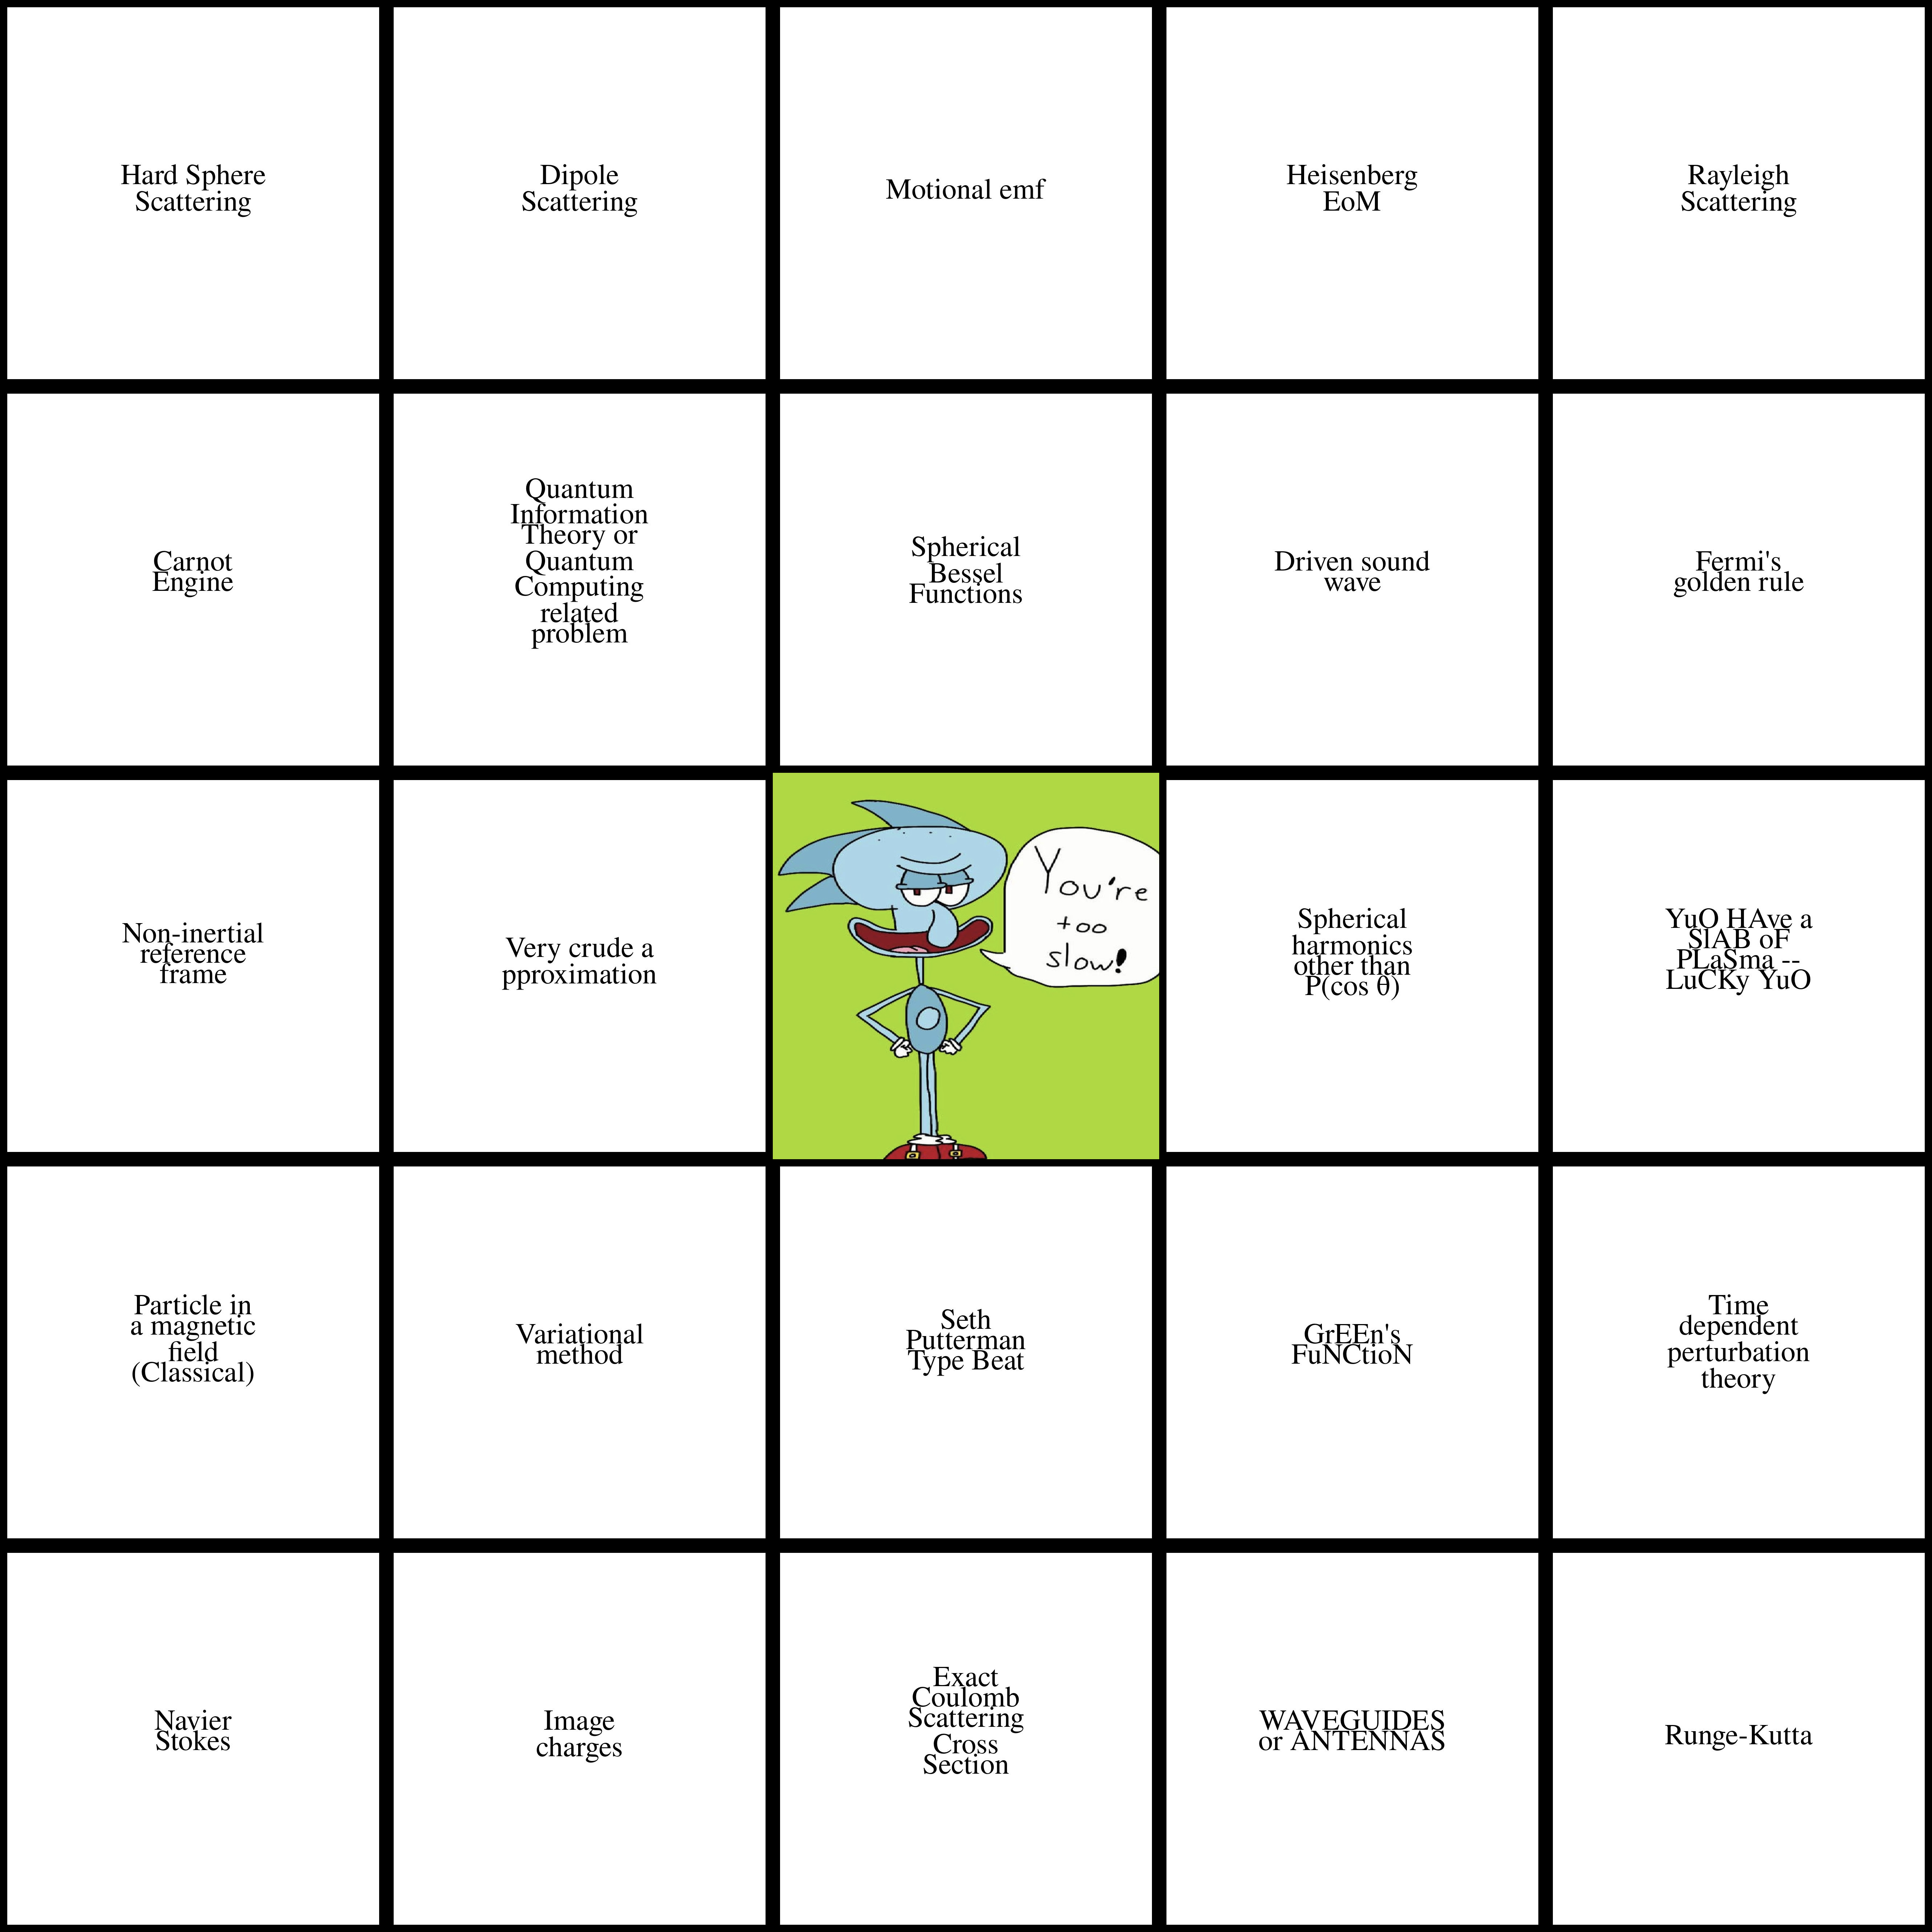 Hard Sphere
Scattering
Dipole
Scattering
Motional emf
Heisenberg
EoM
Rayleigh
Scattering
Carnot
Engine
Quantum
Information
Theory or
Quantum
Computing
related
problem
Spherical
Bessel
Functions
Driven sound
wave
Fermi's
golden rule
Non-inertial
reference
frame
Very crude a
pproximation
You're
too
slow!
Spherical
harmonics
other than
P(cos θ)
YuO HAve a
SlAB oF
PLaSma --
LuCKy YuO
Particle in
a magnetic
field
(Classical)
Variational
method
Seth
Putterman
Type Beat
GrEEn's
FuNCtioN
Time
dependent
perturbation
theory
Navier
Stokes
Image
charges
Exact
Coulomb
Scattering
Cross
Section
WAVEGUIDES
or ANTENNAS
Runge-Kutta